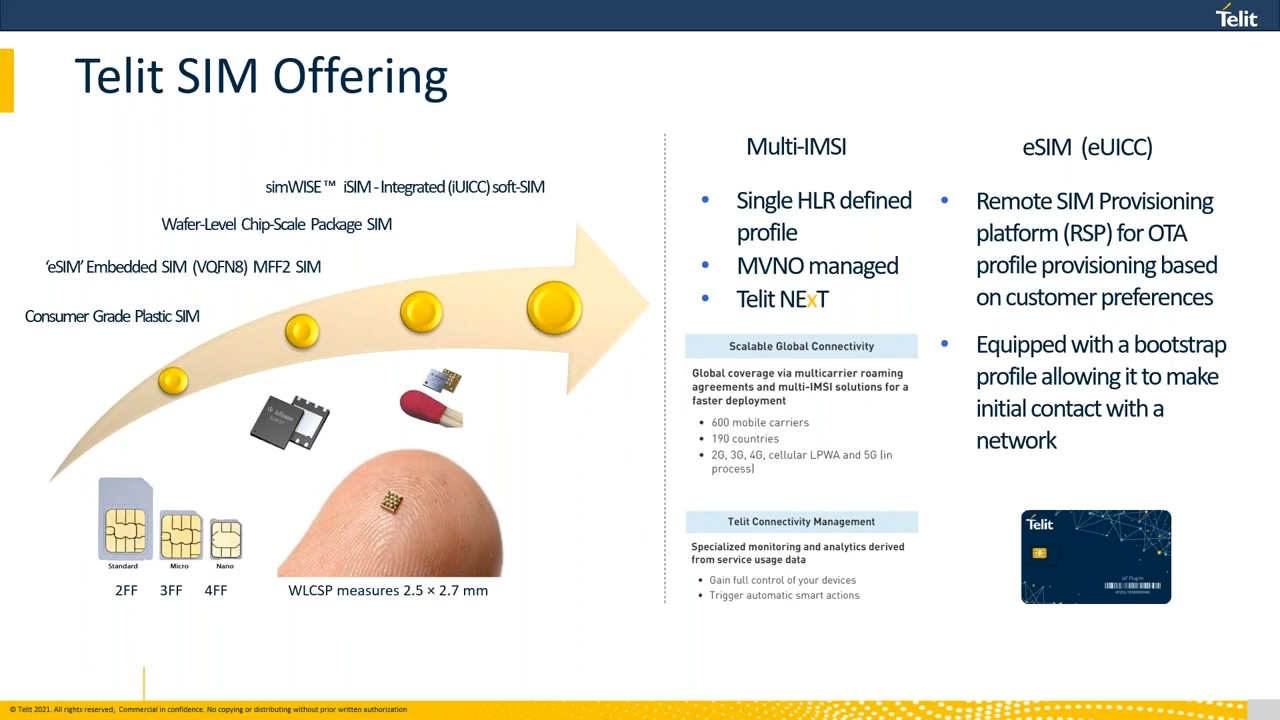 Telit
Telit SIM Offering
simWISE™ iSIM - Integrated (iUICC) soft-SIM
Wafer-Level Chip-Scale Package SIM
‘eSIM’ Embedded SIM (VQFN8) MFF2 SIM
Consumer Grade Plastic SIM
Infineon
Standard Micro Nano
2FF 3FF 4FF
WLCSP measures 2.5 × 2.7 mm
Multi-IMSI
• Single HLR defined
profile
• MVNO managed
• Telit NExT
Scalable Global Connectivity
Global coverage via multicarrier roaming
agreements and multi-IMSI solutions for a
faster deployment
• 600 mobile carriers
• 190 countries
• 2G, 3G, 4G, cellular LPWA and 5G (in
process)
Telit Connectivity Management
Specialized monitoring and analytics derived
from service usage data
• Gain full control of your devices
• Trigger automatic smart actions
eSIM (eUICC)
• Remote SIM Provisioning
platform (RSP) for OTA
profile provisioning based
on customer preferences
• Equipped with a bootstrap
profile allowing it to make
initial contact with a
network
Telit
IoT Plug-In
© Telit 2021. All rights reserved; Commercial in confidence. No copying or distributing without prior written authorization